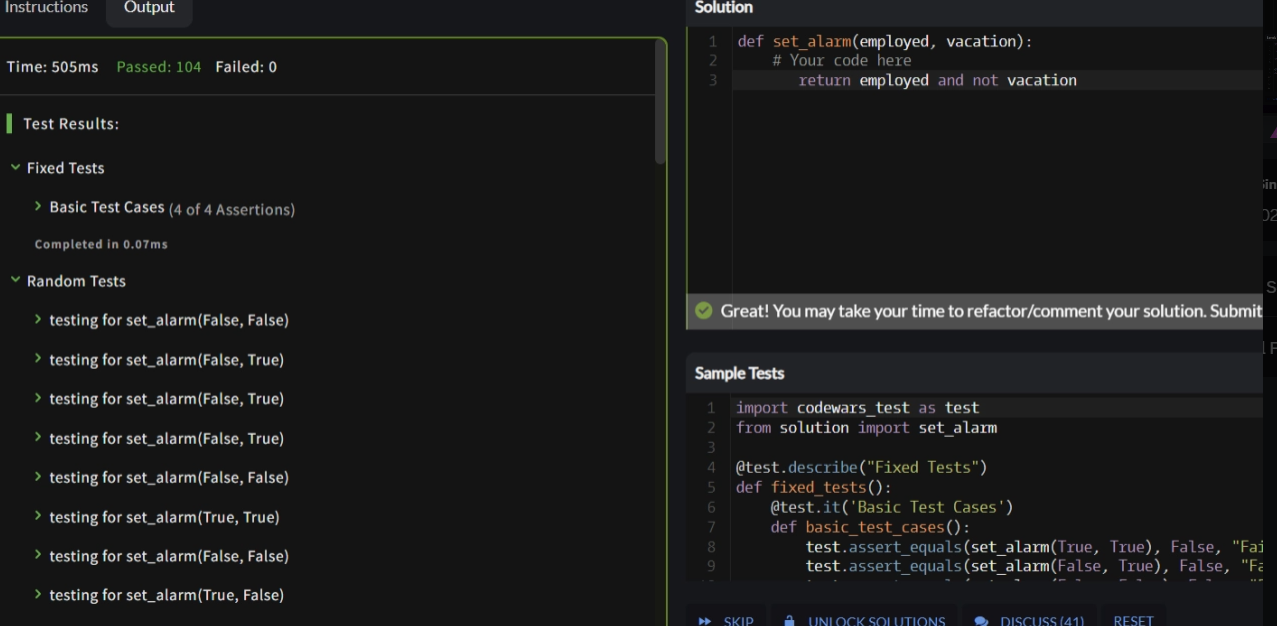 Instructions
Output
Time: 505ms Passed: 104 Failed: 0
Test Results:
Fixed Tests
Basic Test Cases (4 of 4 Assertions)
Completed in 0.07ms
Random Tests
testing for set_alarm(False, False)
testing for set_alarm(False, True)
testing for set_alarm(False, True)
testing for set_alarm(False, True)
testing for set_alarm(False, False)
testing for set_alarm(True, True)
testing for set_alarm(False, False)
testing for set_alarm(True, False)
Solution
1 def set_alarm(employed, vacation):
2 # Your code here
3 return employed and not vacation
Great! You may take your time to refactor/comment your solution. Submit
Sample Tests
1 import codewars_test as test
2 from solution import set_alarm
3
4 @test.describe("Fixed Tests")
5 def fixed_tests():
6 @test.it('Basic Test Cases')
7 def basic_test_cases():
8 test.assert_equals(set_alarm(True, True), False, "Fai
9 test.assert_equals(set_alarm(False, True), False, "Fa
SKIP
UNLOCK SOLUTIONS
DISCUSS (41)
RESET